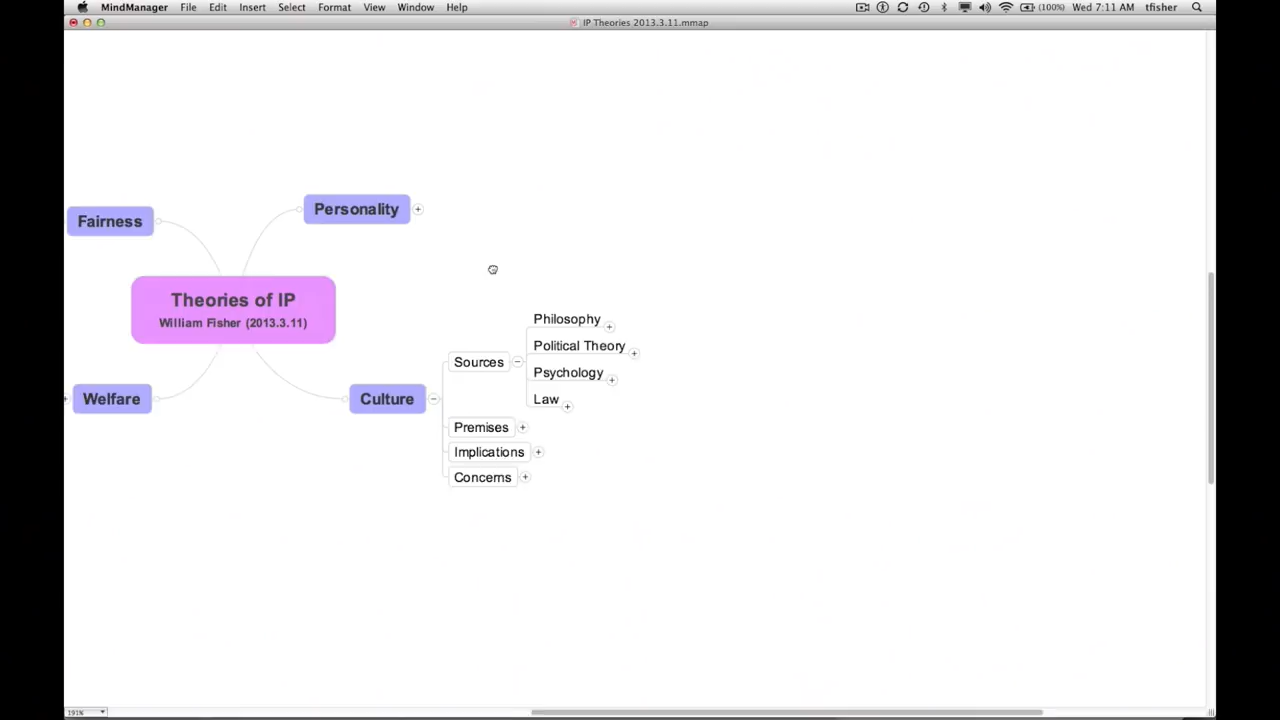 MindManager File Edit Insert Select Format View Window Help (100%) Wed 7:11 AM tfisher
IP Theories 2013.3.11.mmap
Personality
Fairness
Theories of IP
William Fisher (2013.3.11)
Philosophy
Political Theory
Sources
Psychology
Law
Welfare
Culture
Premises
Implications
Concerns
191%